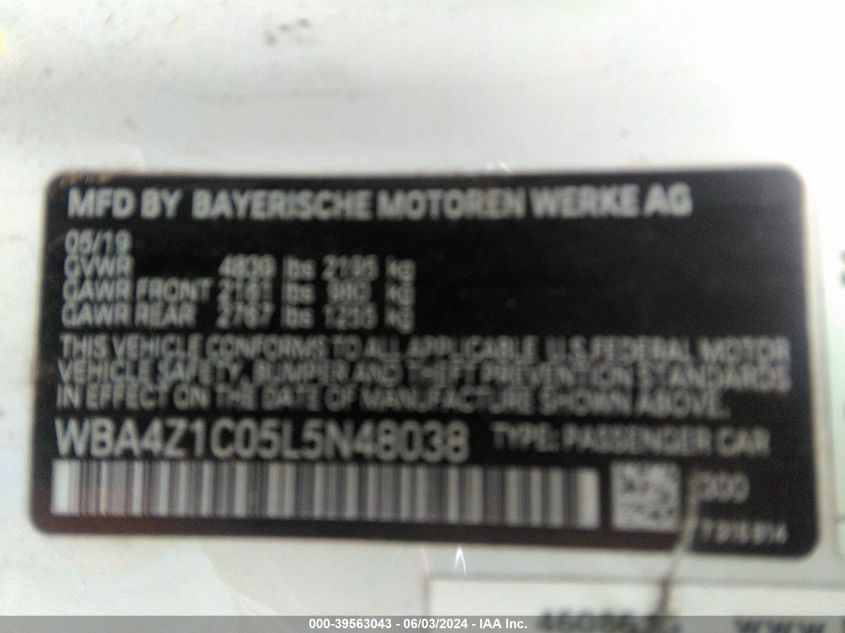 MFD BY BAYERISCHE MOTOREN WERKE AG
05/19
GVWR 4839 lbs 2195 kg
GAWR FRONT 2161 lbs 980 kg
GAWR REAR 2767 lbs 1255 kg
THIS VEHICLE CONFORMS TO ALL APPLICABLE U.S. FEDERAL MOTOR
VEHICLE SAFETY, BUMPER AND THEFT PREVENTION STANDARDS
IN EFFECT ON THE DATE OF MANUFACTURE SHOWN ABOVE.
WBA4Z1C05L5N48038 TYPE: PASSENGER CAR
300
000-39563043 / 06/03/2024 - IAA Inc.